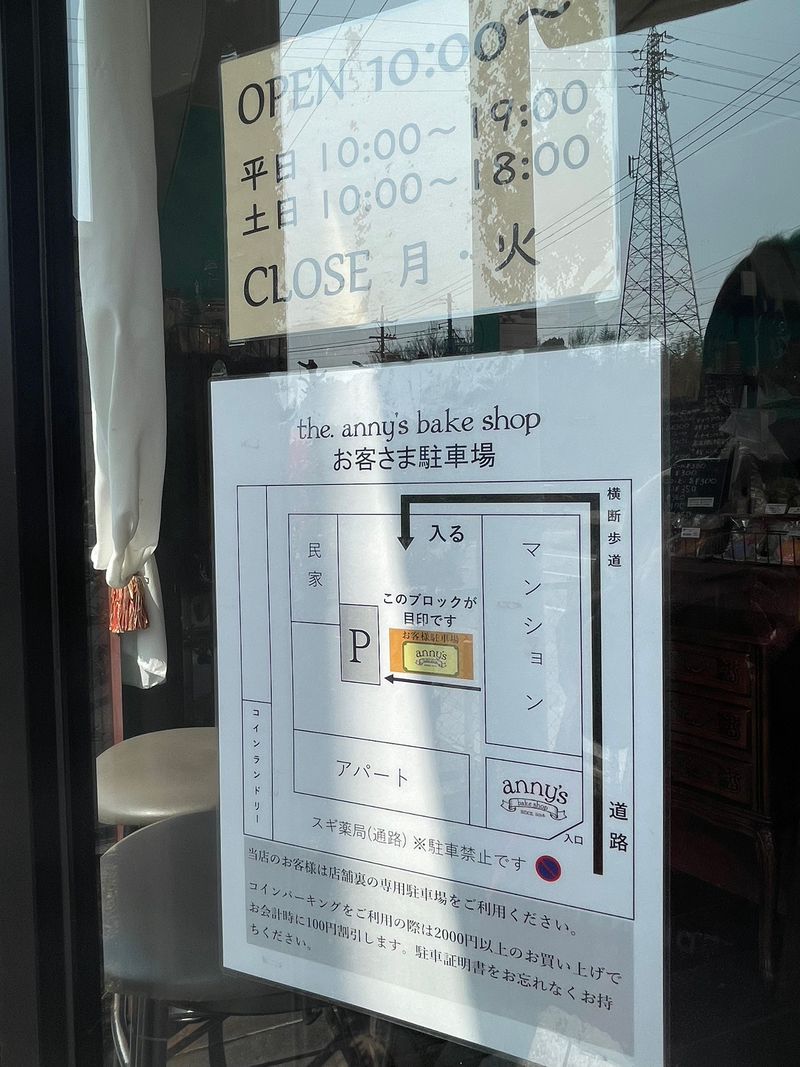 OPEN 10:00〜
平日 10:00〜19:00
土日 10:00〜18:00
CLOSE 月・火
the. anny's bake shop
お客さま駐車場
横断歩道
入る
民家
マンション
このブロックが
目印です
お客様駐車場
anny's
P
コインランドリー
アパート
anny's
bake shop
道路
入口
スギ薬局(通路) ※駐車禁止です
当店のお客様は店舗裏の専用駐車場をご利用ください。
コインパーキングをご利用の際は2000円以上のお買い上げで
お会計時に100円割引します。駐車証明書をお忘れなくお持
ちください。